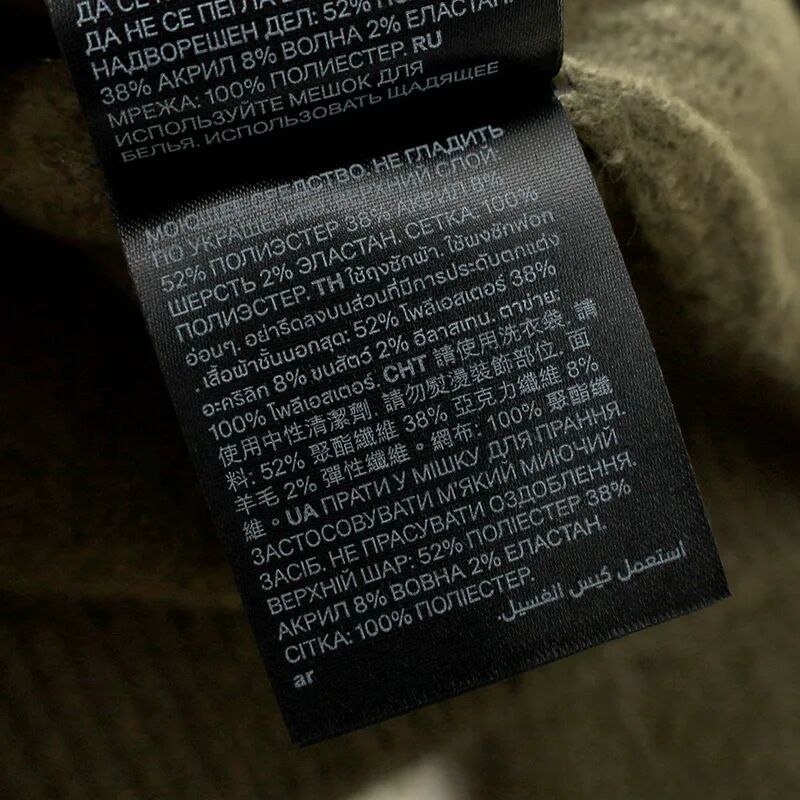 ДА НЕ СЕ ПЕГЛА
НАДВОРЕШЕН ДЕЛ: 52%
38% АКРИЛ 8% ВОЛНА 2% ЕЛАСТАН.
МРЕЖА: 100% ПОЛИЕСТЕР. RU
ИСПОЛЬЗУЙТЕ МЕШОК ДЛЯ
БЕЛЬЯ. ИСПОЛЬЗОВАТЬ ЩАДЯЩЕЕ
МОЮЩЕЕ СРЕДСТВО. НЕ ГЛАДИТЬ
ПО УКРАШЕНИЮ. ВЕРХНИЙ СЛОЙ
52% ПОЛИЭСТЕР 38% АКРИЛ 8%
ШЕРСТЬ 2% ЭЛАСТАН. СЕТКА: 100%
ПОЛИЭСТЕР. TH ใช้ถุงซักผ้า. ใช้ผงซักฟอก
อ่อนๆ. อย่ารีดลงบนส่วนที่มีการประดับตกแต่ง
เสื้อผ้าชั้นนอกสุด: 52% โพลีเอสเตอร์ 38%
อะคริลิก 8% ขนสัตว์ 2% อีลาสเทน. ตาข่าย:
100% โพลีเอสเตอร์. CHT 請使用洗衣袋. 請
使用中性清潔劑. 請勿熨燙裝飾部位. 面
料: 52% 聚酯纖維 38% 亞克力纖維 8%
羊毛 2% 彈性纖維。網布: 100% 聚酯纖
維。UA ПРАТИ У МІШКУ ДЛЯ ПРАННЯ.
ЗАСТОСОВУВАТИ М'ЯКИЙ МИЮЧИЙ
ЗАСІБ. НЕ ПРАСУВАТИ ОЗДОБЛЕННЯ.
ВЕРХНІЙ ШАР: 52% ПОЛІЕСТЕР 38%
АКРИЛ 8% ВОВНА 2% ЕЛАСТАН.
СІТКА: 100% ПОЛІЕСТЕР.
استعمل كيس الغسيل.
ar